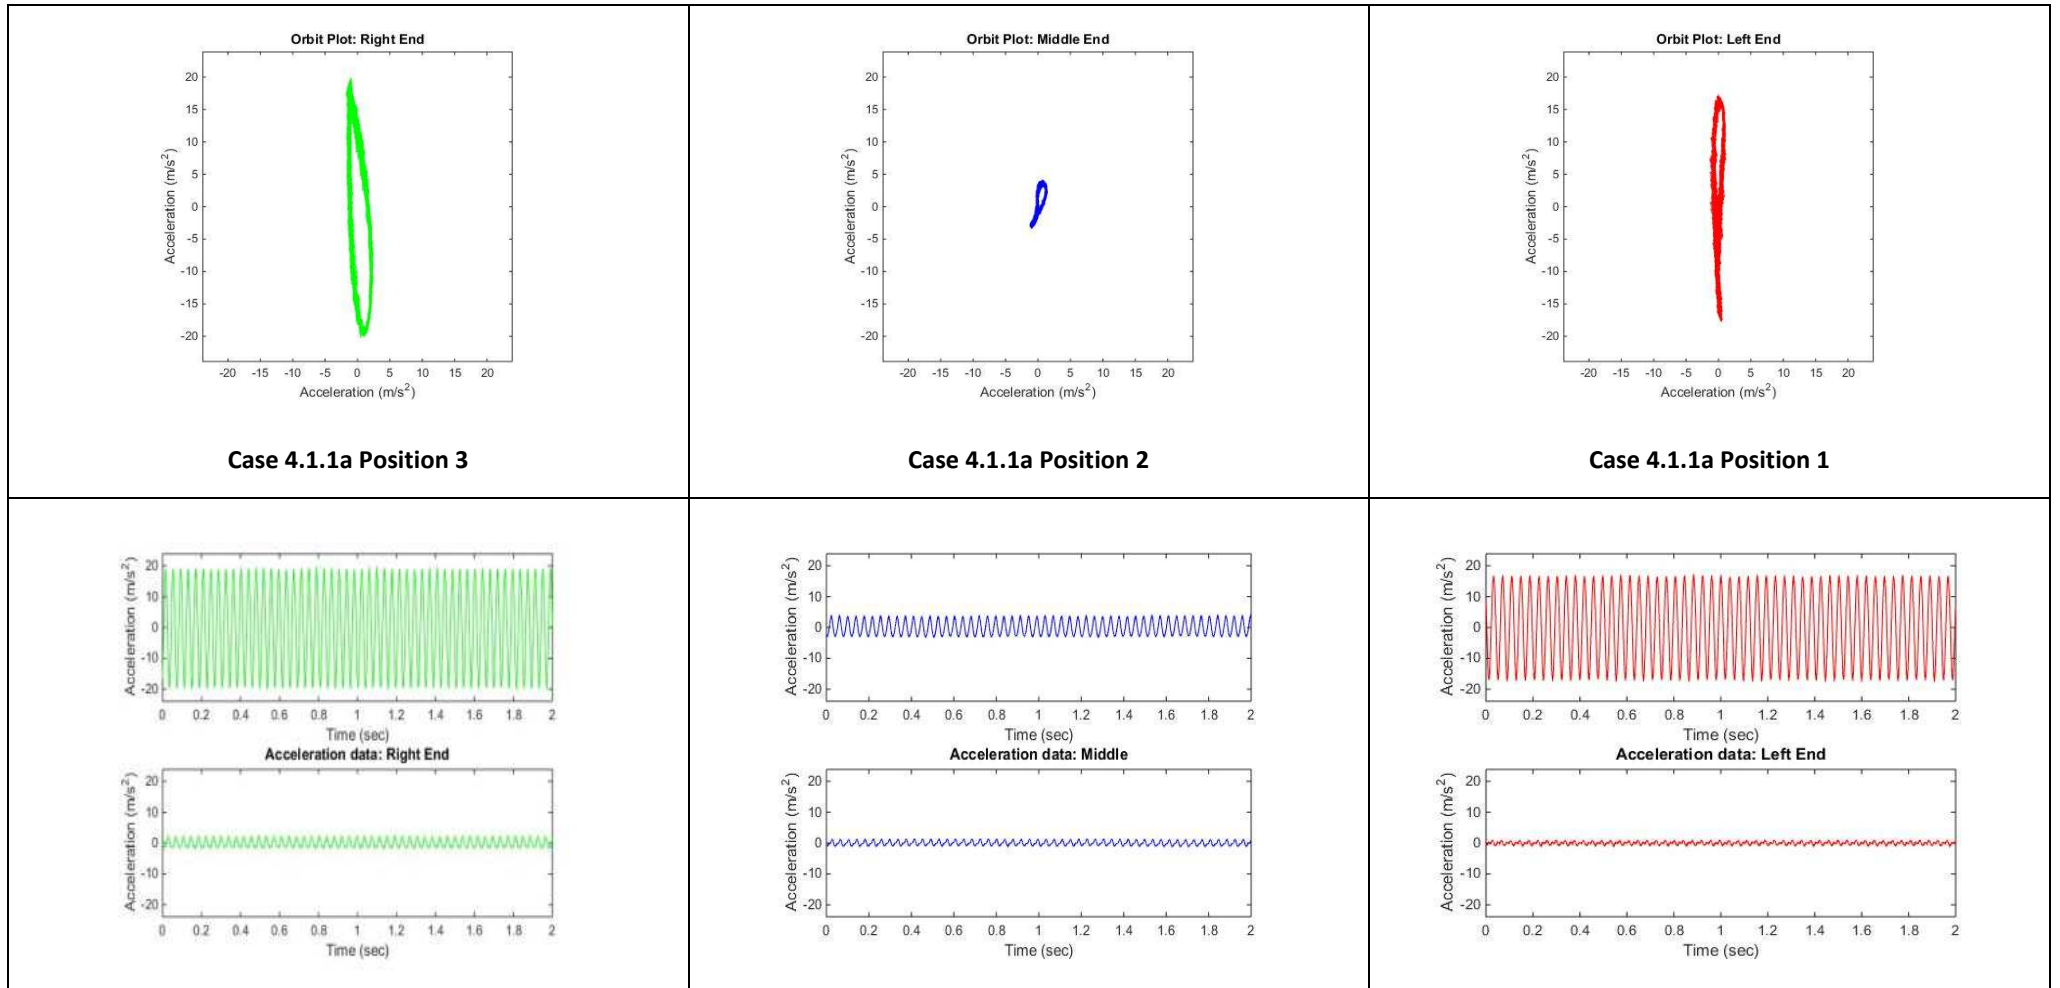 Orbit Plot: Right End
20
15
10
5
0
-5
-10
-15
-20
Acceleration (m/s²)
-20 -15 -10 -5 0 5 10 15 20
Acceleration (m/s²)
Case 4.1.1a Position 3
Orbit Plot: Middle End
20
15
10
5
0
-5
-10
-15
-20
Acceleration (m/s²)
-20 -15 -10 -5 0 5 10 15 20
Acceleration (m/s²)
Case 4.1.1a Position 2
Orbit Plot: Left End
20
15
10
5
0
-5
-10
-15
-20
Acceleration (m/s²)
-20 -15 -10 -5 0 5 10 15 20
Acceleration (m/s²)
Case 4.1.1a Position 1
20
10
0
-10
-20
Acceleration (m/s²)
0 0.2 0.4 0.6 0.8 1 1.2 1.4 1.6 1.8 2
Time (sec)
Acceleration data: Right End
20
10
0
-10
-20
Acceleration (m/s²)
0 0.2 0.4 0.6 0.8 1 1.2 1.4 1.6 1.8 2
Time (sec)
20
10
0
-10
-20
Acceleration (m/s²)
0 0.2 0.4 0.6 0.8 1 1.2 1.4 1.6 1.8 2
Time (sec)
Acceleration data: Middle
20
10
0
-10
-20
Acceleration (m/s²)
0 0.2 0.4 0.6 0.8 1 1.2 1.4 1.6 1.8 2
Time (sec)
20
10
0
-10
-20
Acceleration (m/s²)
0 0.2 0.4 0.6 0.8 1 1.2 1.4 1.6 1.8 2
Time (sec)
Acceleration data: Left End
20
10
0
-10
-20
Acceleration (m/s²)
0 0.2 0.4 0.6 0.8 1 1.2 1.4 1.6 1.8 2
Time (sec)